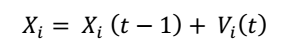 Xᵢ = Xᵢ (t − 1) + Vᵢ(t)